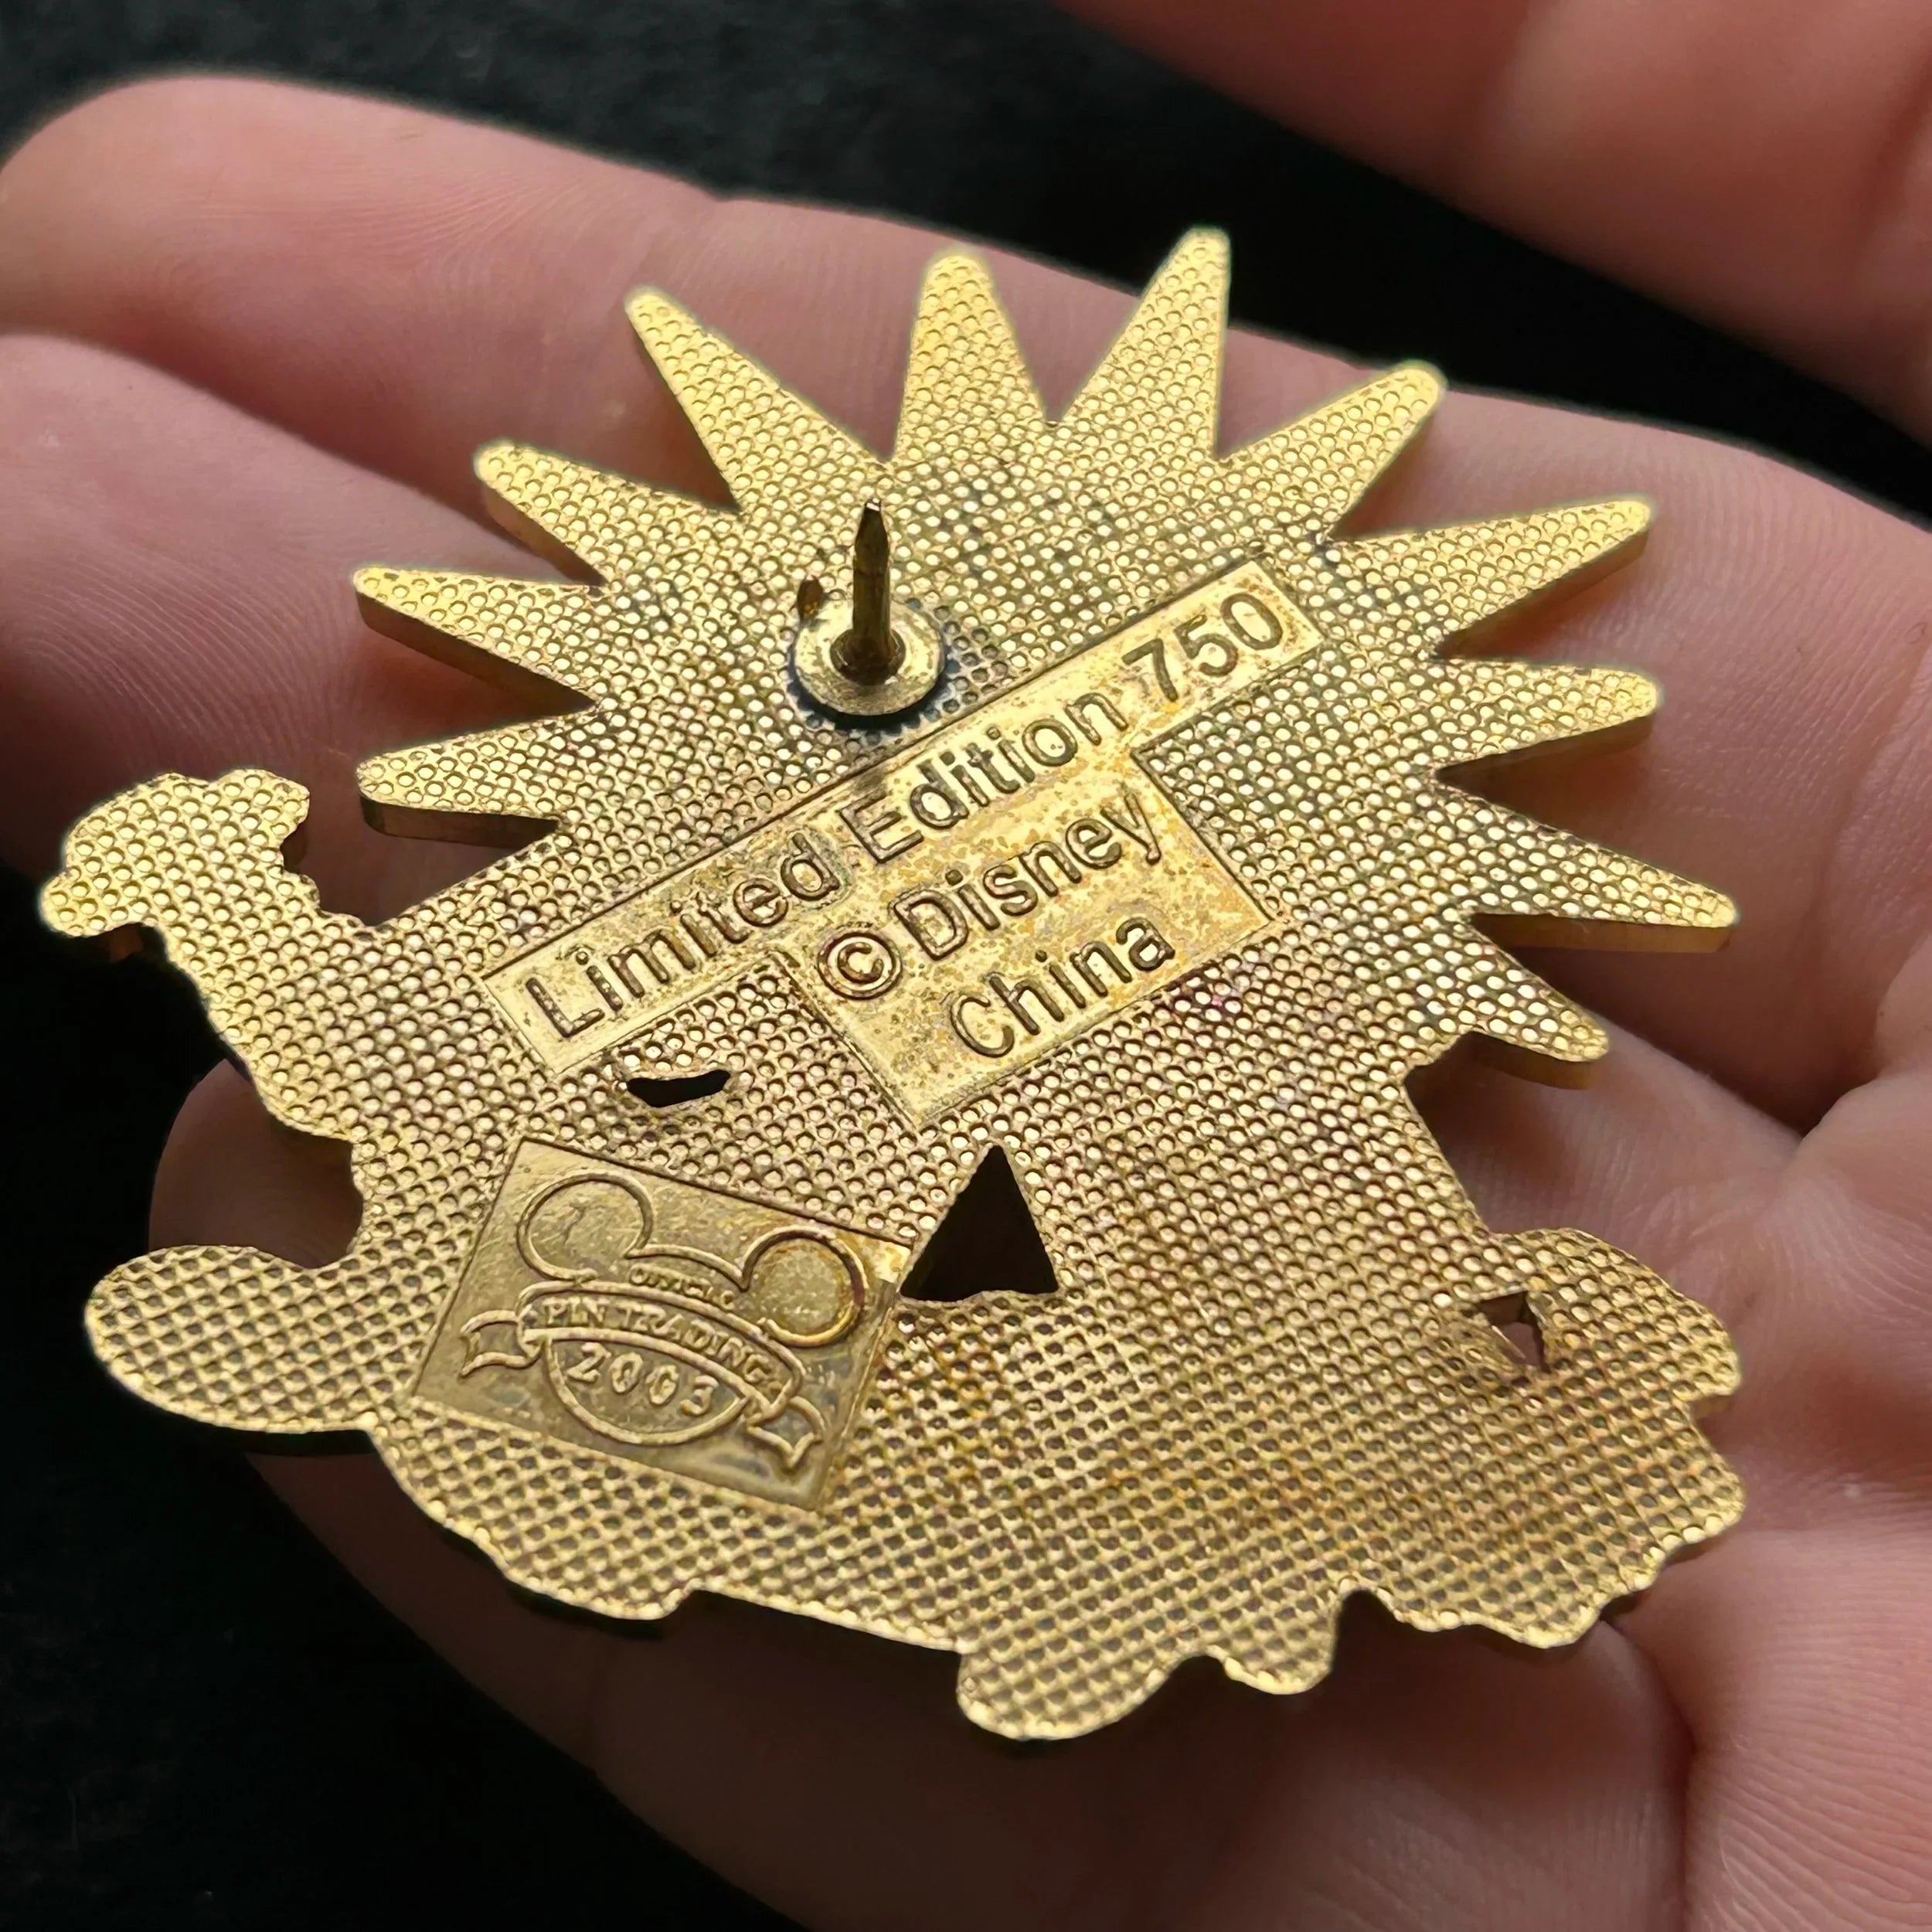 Limited Edition 750
©Disney
China
OFFICIAL
PIN TRADING
2003